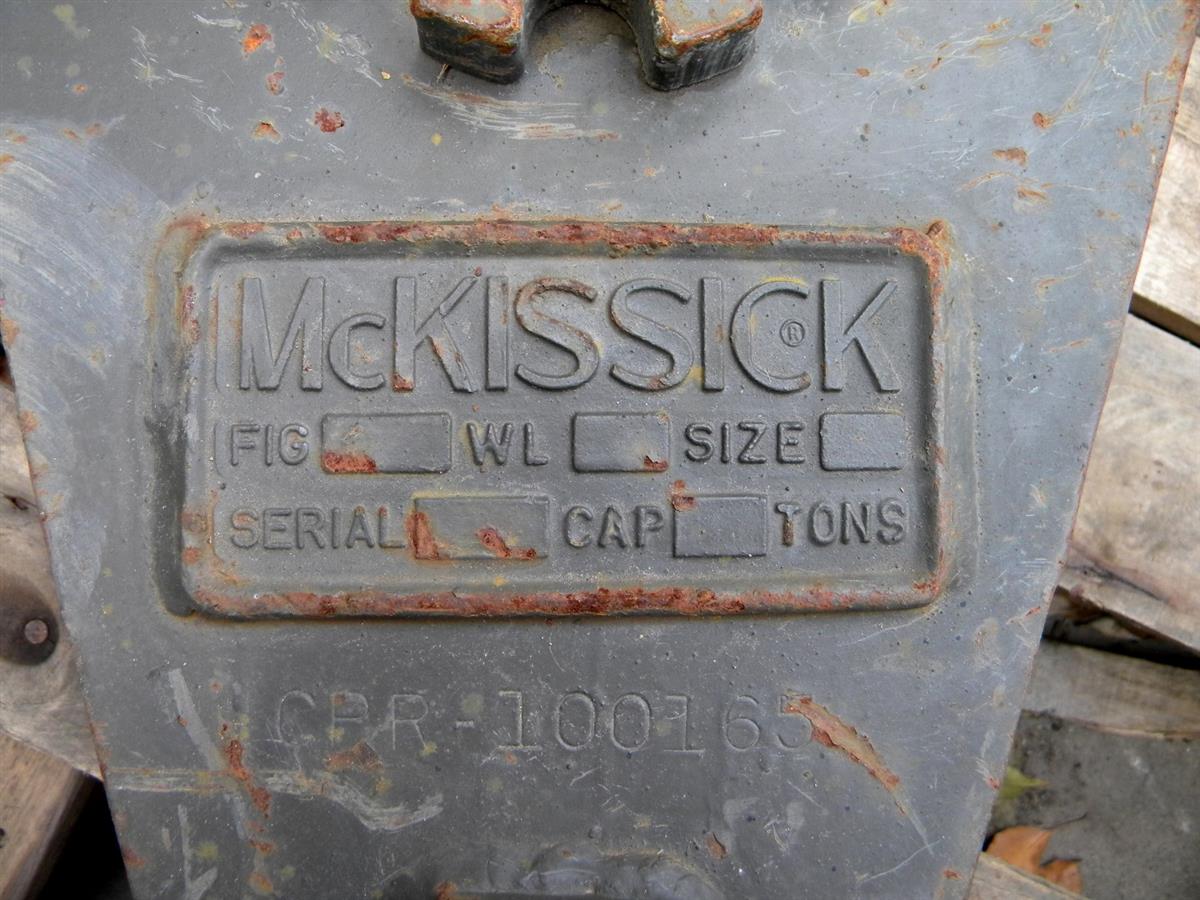 McKISSICK®
FIG WL SIZE
SERIAL CAP TONS
CPR-100165